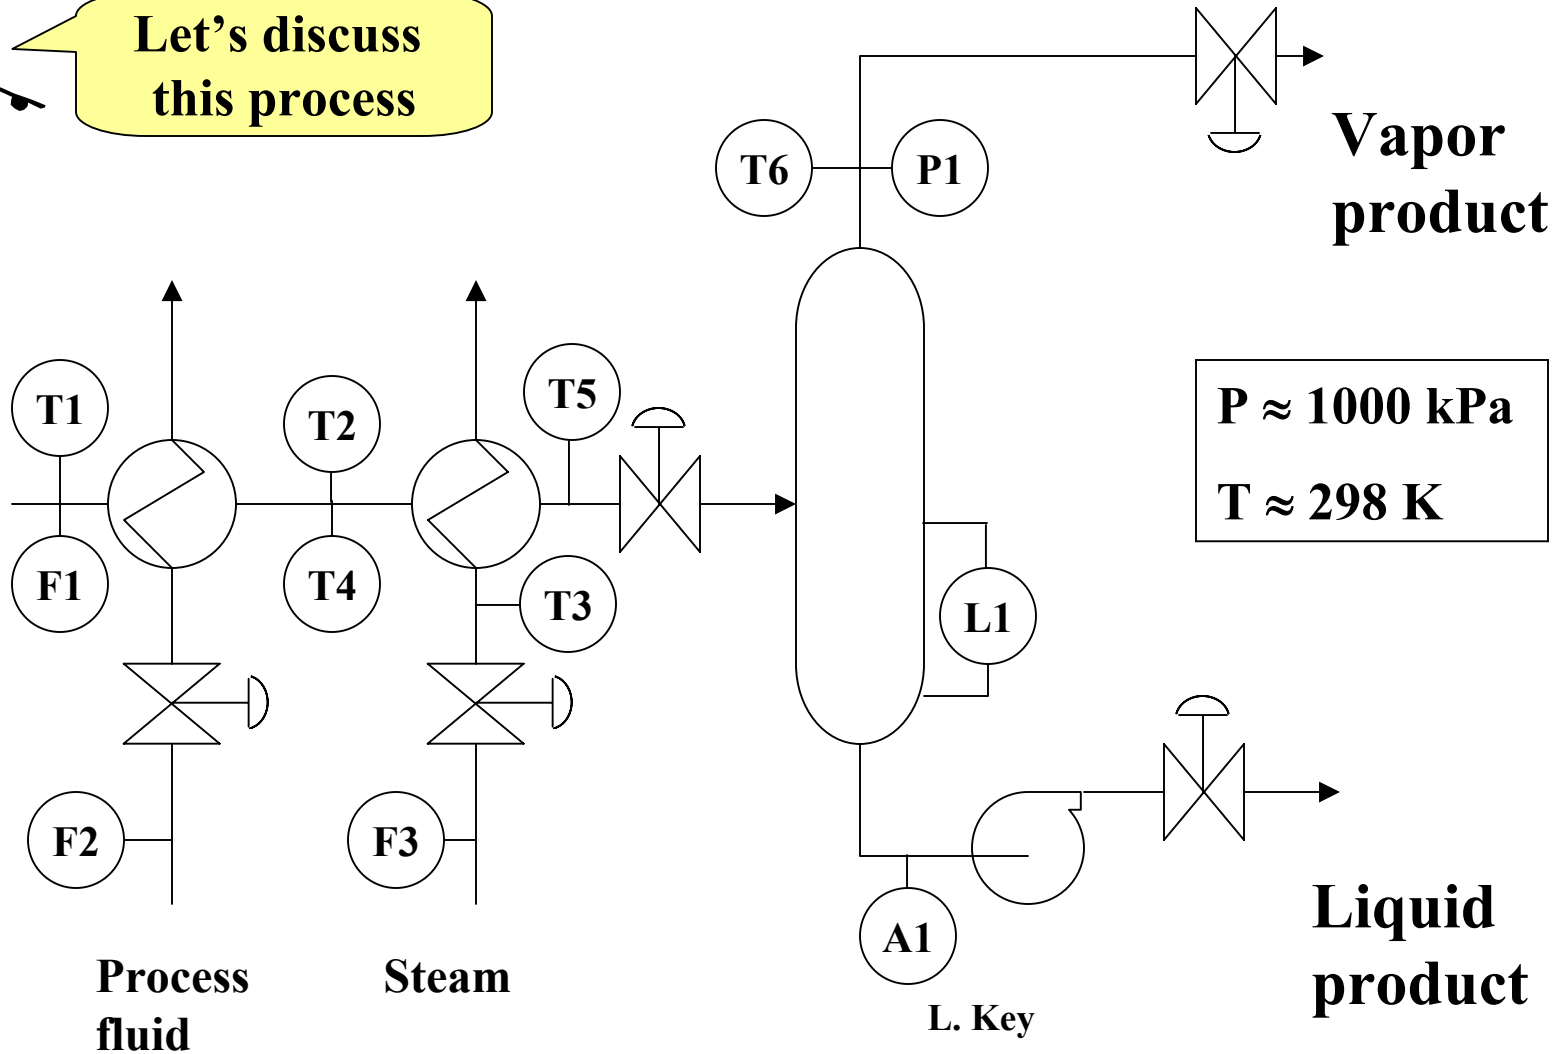 Let’s discuss
this process
Vapor
product
T6
P1
T1
T2
T5
P ≈ 1000 kPa
T ≈ 298 K
F1
T4
T3
L1
F2
F3
A1
Liquid
product
Process
fluid
Steam
L. Key